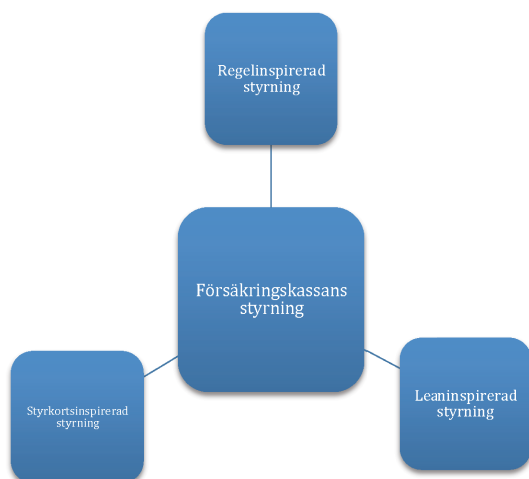 Regelinspirerad
styrning
Försäkringskassans
styrning
Styrkortsinspirerad
styrning
Leaninspirerad
styrning